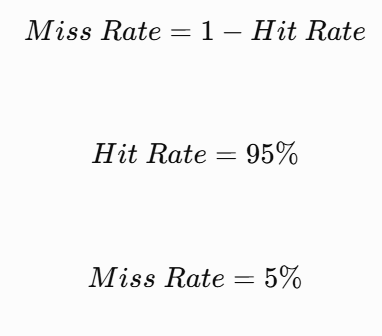 Miss Rate = 1 − Hit Rate
Hit Rate = 95%
Miss Rate = 5%